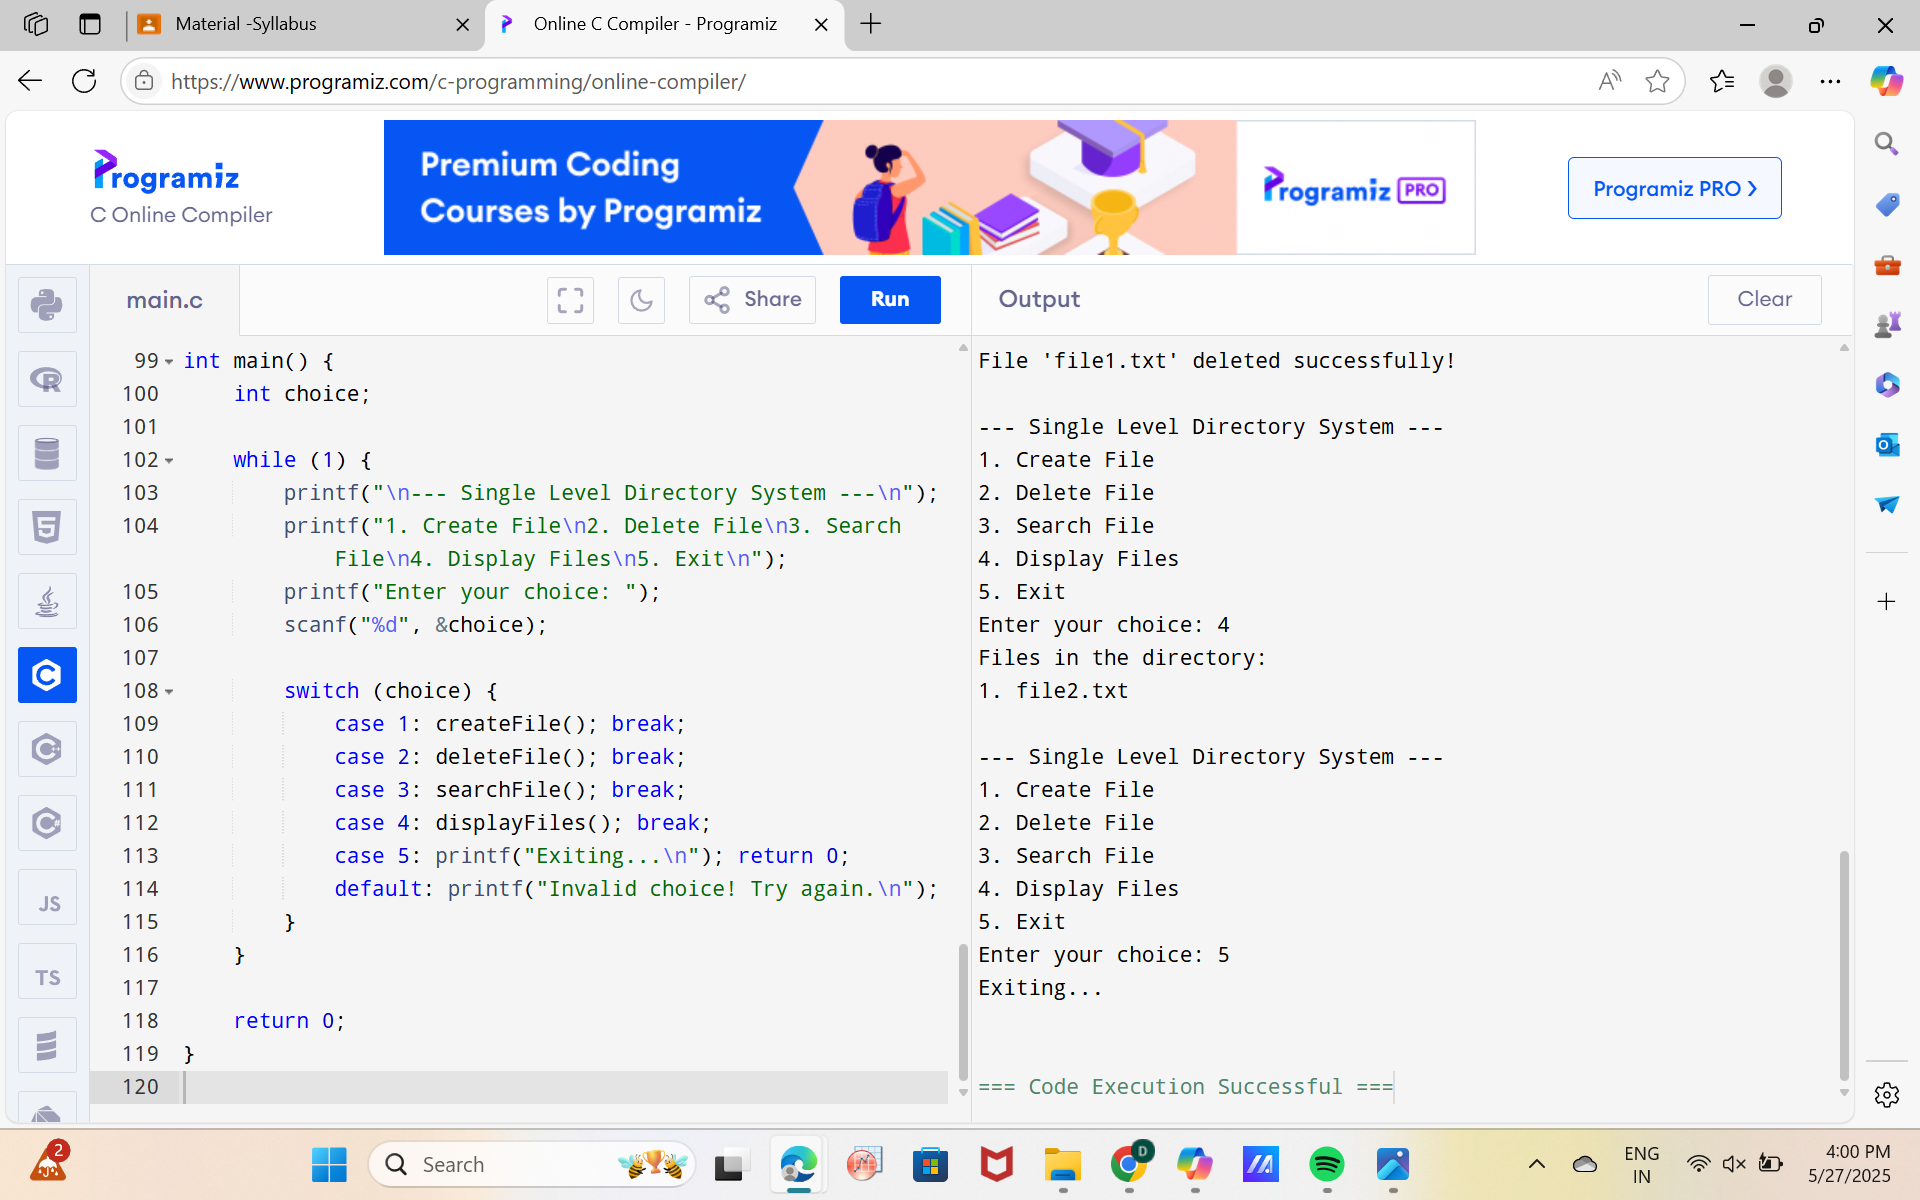 Material -Syllabus
Online C Compiler - Programiz
https://www.programiz.com/c-programming/online-compiler/
Programiz
C Online Compiler
Premium Coding
Courses by Programiz
Programiz PRO
Programiz PRO ❯
main.c
Share
Run
Output
Clear
99 int main() {
100     int choice;
101
102     while (1) {
103         printf("\n--- Single Level Directory System ---\n");
104         printf("1. Create File\n2. Delete File\n3. Search
            File\n4. Display Files\n5. Exit\n");
105         printf("Enter your choice: ");
106         scanf("%d", &choice);
107
108         switch (choice) {
109             case 1: createFile(); break;
110             case 2: deleteFile(); break;
111             case 3: searchFile(); break;
112             case 4: displayFiles(); break;
113             case 5: printf("Exiting...\n"); return 0;
114             default: printf("Invalid choice! Try again.\n");
115         }
116     }
117
118     return 0;
119 }
120
File 'file1.txt' deleted successfully!
--- Single Level Directory System ---
1. Create File
2. Delete File
3. Search File
4. Display Files
5. Exit
Enter your choice: 4
Files in the directory:
1. file2.txt
--- Single Level Directory System ---
1. Create File
2. Delete File
3. Search File
4. Display Files
5. Exit
Enter your choice: 5
Exiting...
=== Code Execution Successful ===
JS
TS
2
Search
D
ENG
IN
4:00 PM
5/27/2025